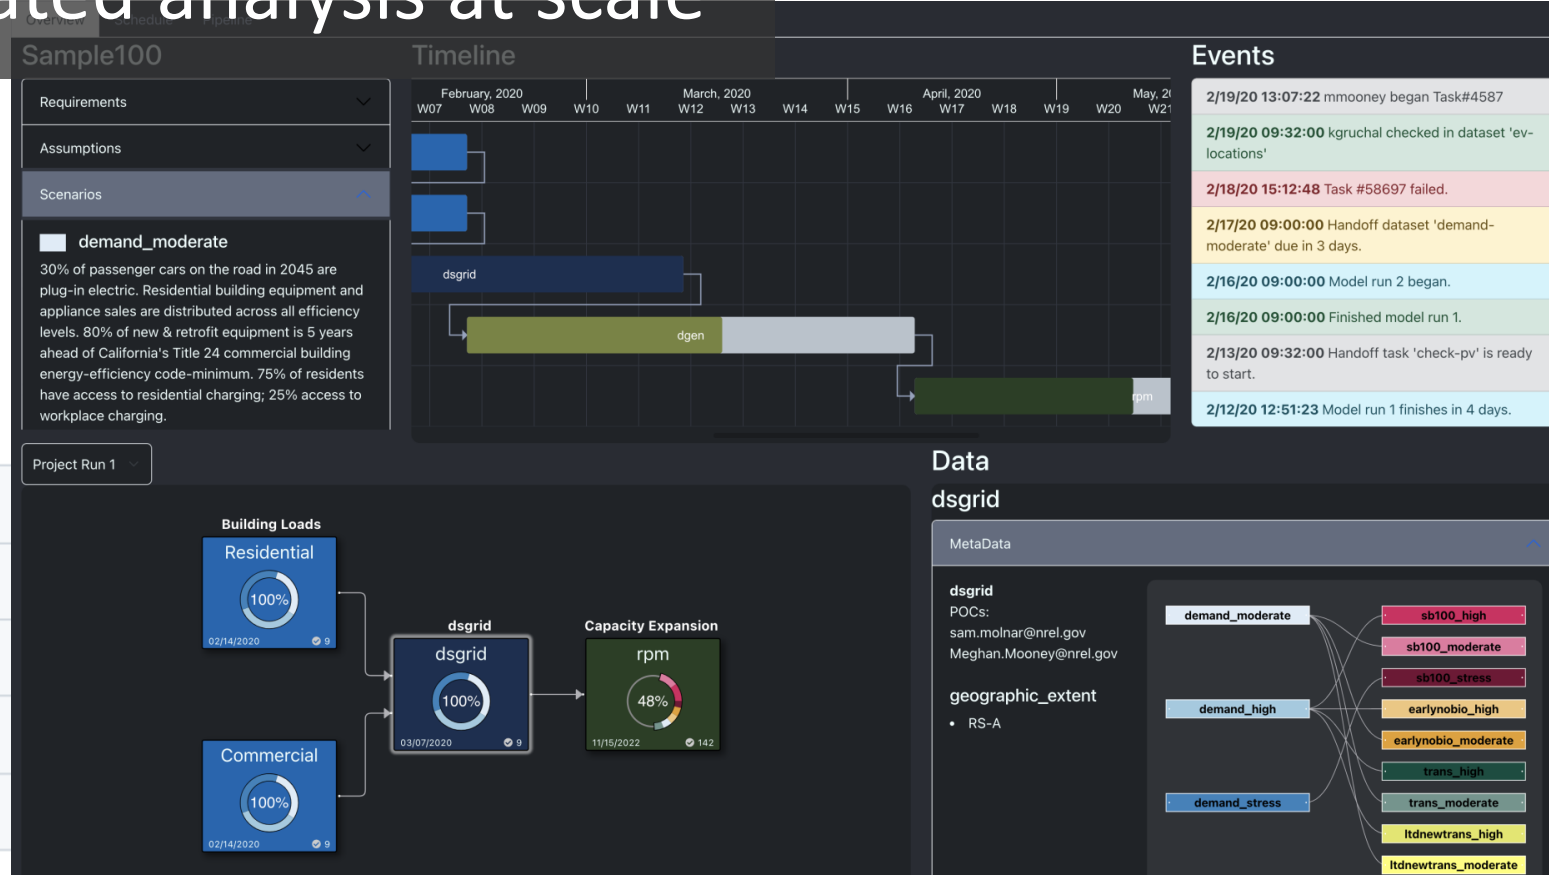 ated analysis at scale
Overview Schedule Pipeline
Sample100
Requirements
Assumptions
Scenarios
demand_moderate
30% of passenger cars on the road in 2045 are
plug-in electric. Residential building equipment and
appliance sales are distributed across all efficiency
levels. 80% of new & retrofit equipment is 5 years
ahead of California's Title 24 commercial building
energy-efficiency code-minimum. 75% of residents
have access to residential charging; 25% access to
workplace charging.
Timeline
February, 2020 March, 2020 April, 2020 May, 20
W07 W08 W09 W10 W11 W12 W13 W14 W15 W16 W17 W18 W19 W20 W21
dsgrid
dgen
rpm
Events
2/19/20 13:07:22 mmooney began Task#4587
2/19/20 09:32:00 kgruchal checked in dataset 'ev-
locations'
2/18/20 15:12:48 Task #58697 failed.
2/17/20 09:00:00 Handoff dataset 'demand-
moderate' due in 3 days.
2/16/20 09:00:00 Model run 2 began.
2/16/20 09:00:00 Finished model run 1.
2/13/20 09:32:00 Handoff task 'check-pv' is ready
to start.
2/12/20 12:51:23 Model run 1 finishes in 4 days.
Project Run 1
Building Loads
Residential
100%
02/14/2020 9
Commercial
100%
02/14/2020 9
dsgrid
dsgrid
100%
03/07/2020 9
Capacity Expansion
rpm
48%
11/15/2022 142
Data
dsgrid
MetaData
dsgrid
POCs:
sam.molnar@nrel.gov
Meghan.Mooney@nrel.gov
geographic_extent
• RS-A
demand_moderate
demand_high
demand_stress
sb100_high
sb100_moderate
sb100_stress
earlynobio_high
earlynobio_moderate
trans_high
trans_moderate
ltdnewtrans_high
ltdnewtrans_moderate